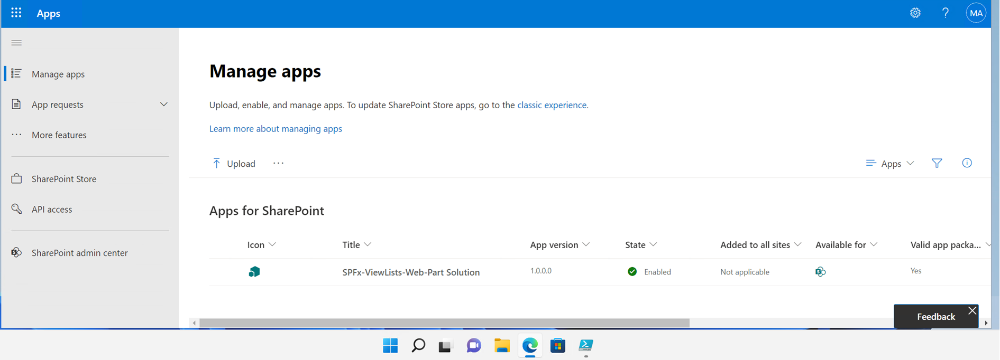 Apps
MA
Manage apps
App requests
More features
SharePoint Store
API access
SharePoint admin center
Manage apps
Upload, enable, and manage apps. To update SharePoint Store apps, go to the classic experience.
Learn more about managing apps
Upload ···
Apps
Apps for SharePoint
Icon Title App version State Added to all sites Available for Valid app packa...
SPFx-ViewLists-Web-Part Solution 1.0.0.0 Enabled Not applicable Yes
Feedback